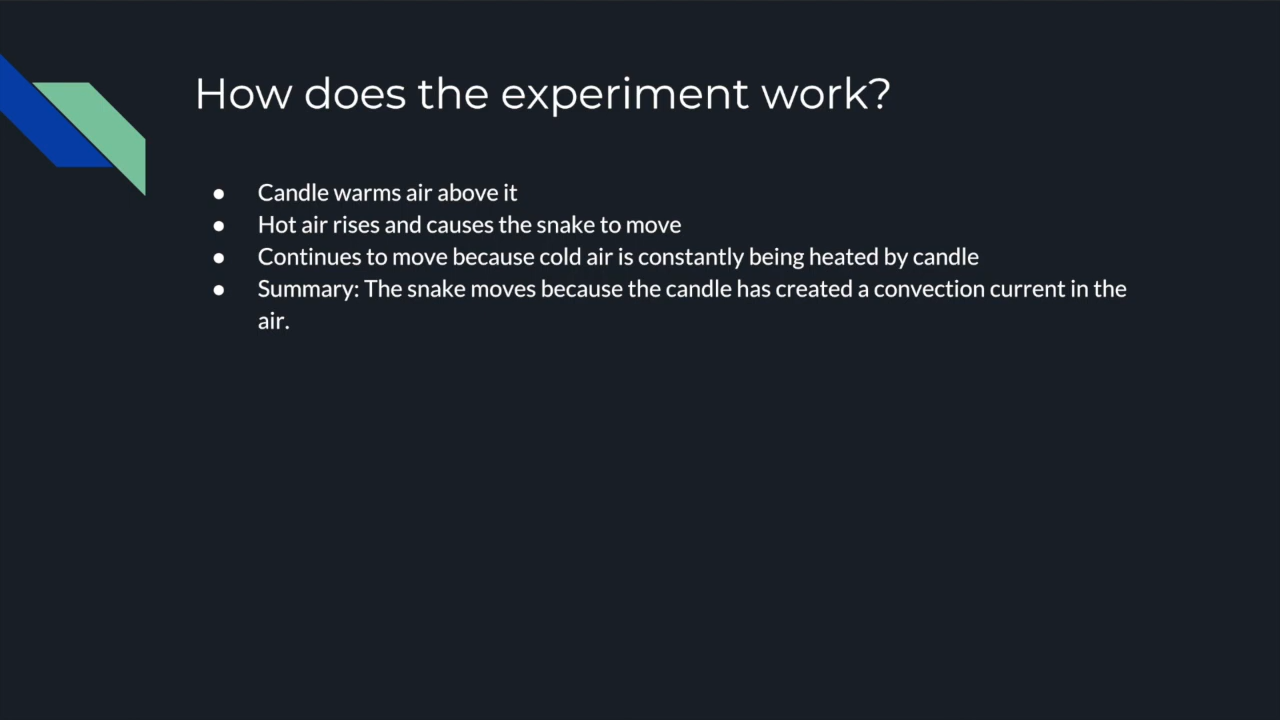 How does the experiment work?
● Candle warms air above it
● Hot air rises and causes the snake to move
● Continues to move because cold air is constantly being heated by candle
● Summary: The snake moves because the candle has created a convection current in the
air.